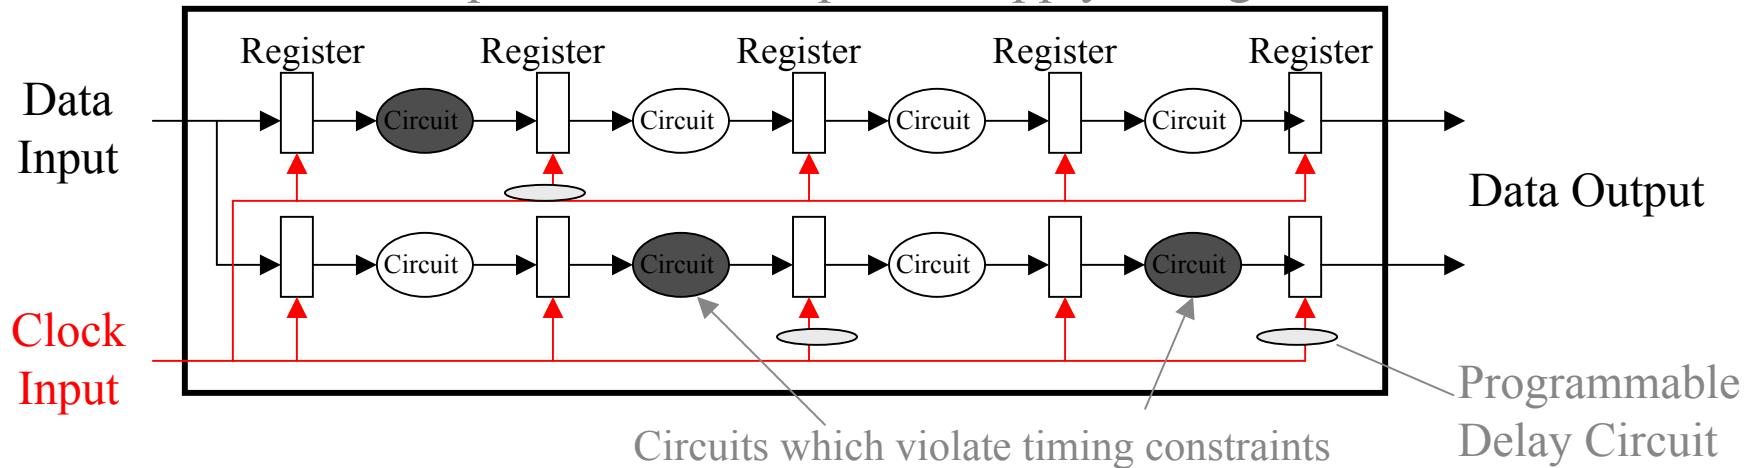 Register Register Register Register Register
Data
Input
Circuit Circuit Circuit Circuit
Data Output
Circuit Circuit Circuit Circuit
Clock
Input
Programmable
Delay Circuit
Circuits which violate timing constraints